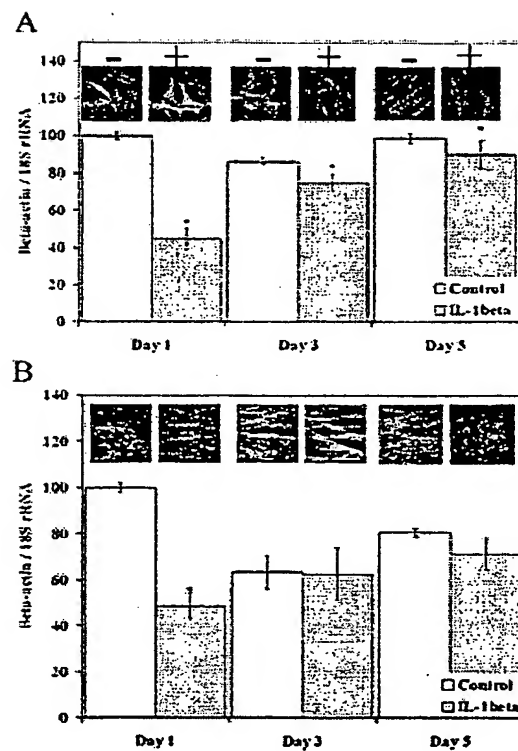 A
140
120
100
80
60
40
20
0
Beta-actin / 18S rRNA
− + − + − +
Control
IL-1beta
Day 1 Day 3 Day 5
B
140
120
100
80
60
40
20
0
Beta-actin / 18S rRNA
Control
IL-1beta
Day 1 Day 3 Day 5